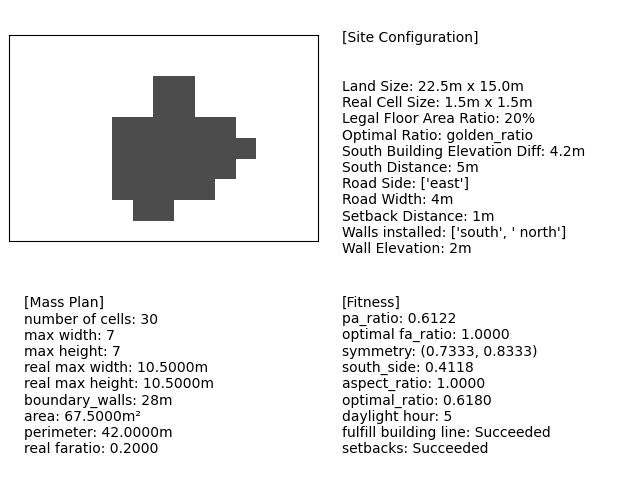 [Site Configuration]
Land Size: 22.5m x 15.0m
Real Cell Size: 1.5m x 1.5m
Legal Floor Area Ratio: 20%
Optimal Ratio: golden_ratio
South Building Elevation Diff: 4.2m
South Distance: 5m
Road Side: ['east']
Road Width: 4m
Setback Distance: 1m
Walls installed: ['south', ' north']
Wall Elevation: 2m
[Mass Plan]
number of cells: 30
max width: 7
max height: 7
real max width: 10.5000m
real max height: 10.5000m
boundary_walls: 28m
area: 67.5000m²
perimeter: 42.0000m
real faratio: 0.2000
[Fitness]
pa_ratio: 0.6122
optimal fa_ratio: 1.0000
symmetry: (0.7333, 0.8333)
south_side: 0.4118
aspect_ratio: 1.0000
optimal_ratio: 0.6180
daylight hour: 5
fulfill building line: Succeeded
setbacks: Succeeded